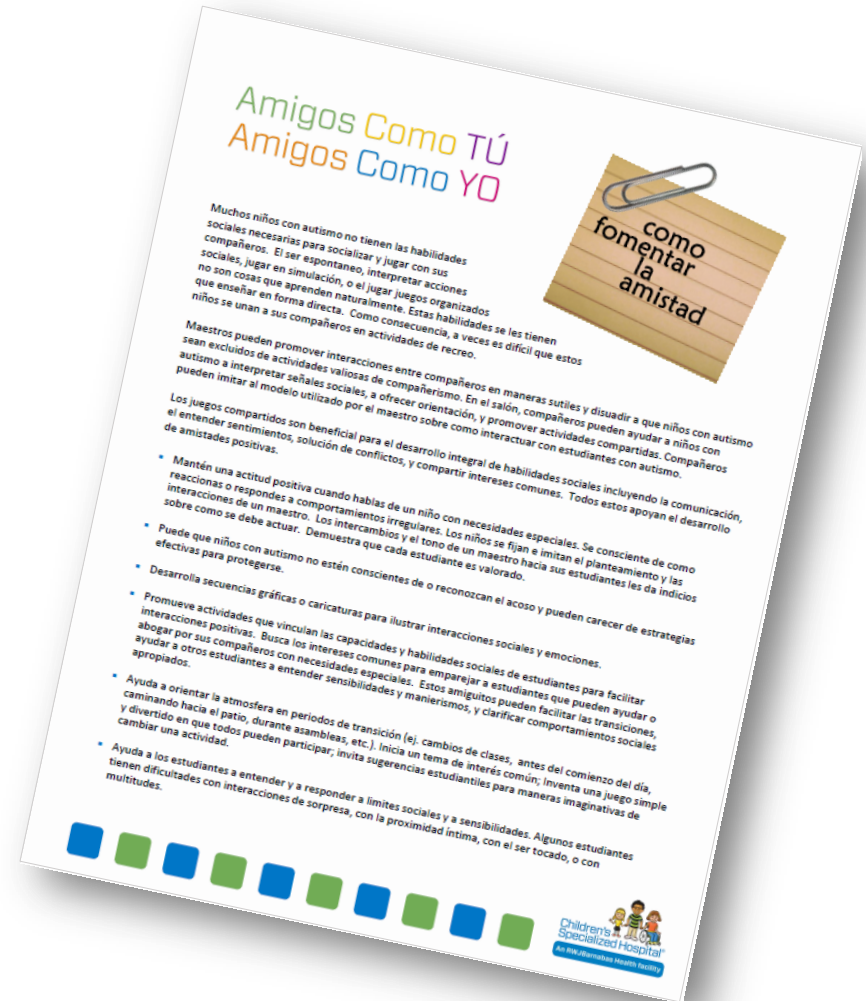 Amigos Como TÚ
Amigos Como YO
como
fomentar
la
amistad
Muchos niños con autismo no tienen las habilidades
sociales necesarias para socializar y jugar con sus
compañeros. El ser espontaneo, interpretar acciones
sociales, jugar en simulación, o el jugar juegos organizados
no son cosas que aprenden naturalmente. Estas habilidades se les tienen
que enseñar en forma directa. Como consecuencia, a veces es difícil que estos
niños se unan a sus compañeros en actividades de recreo.
Maestros pueden promover interacciones entre compañeros en maneras sutiles y disuadir a que niños con autismo
sean excluidos de actividades valiosas de compañerismo. En el salón, compañeros pueden ayudar a niños con
autismo a interpretar señales sociales, a ofrecer orientación, y promover actividades compartidas. Compañeros
pueden imitar al modelo utilizado por el maestro sobre como interactuar con estudiantes con autismo.
Los juegos compartidos son beneficial para el desarrollo integral de habilidades sociales incluyendo la comunicación,
el entender sentimientos, solución de conflictos, y compartir intereses comunes. Todos estos apoyan el desarrollo
de amistades positivas.
▪ Mantén una actitud positiva cuando hablas de un niño con necesidades especiales. Se consciente de como
reaccionas o respondes a comportamientos irregulares. Los niños se fijan e imitan el planteamiento y las
interacciones de un maestro. Los intercambios y el tono de un maestro hacia sus estudiantes les da indicios
sobre como se debe actuar. Demuestra que cada estudiante es valorado.
▪ Puede que niños con autismo no estén conscientes de o reconozcan el acoso y pueden carecer de estrategias
efectivas para protegerse.
▪ Desarrolla secuencias gráficas o caricaturas para ilustrar interacciones sociales y emociones.
▪ Promueve actividades que vinculan las capacidades y habilidades sociales de estudiantes para facilitar
interacciones positivas. Busca los intereses comunes para emparejar a estudiantes que pueden ayudar o
abogar por sus compañeros con necesidades especiales. Estos amiguitos pueden facilitar las transiciones,
ayudar a otros estudiantes a entender sensibilidades y manierismos, y clarificar comportamientos sociales
apropiados.
▪ Ayuda a orientar la atmosfera en periodos de transición (ej. cambios de clases, antes del comienzo del día,
caminando hacia el patio, durante asambleas, etc.). Inicia un tema de interés común; Inventa una juego simple
y divertido en que todos pueden participar; invita sugerencias estudiantiles para maneras imaginativas de
cambiar una actividad.
▪ Ayuda a los estudiantes a entender y a responder a limites sociales y a sensibilidades. Algunos estudiantes
tienen dificultades con interacciones de sorpresa, con la proximidad íntima, con el ser tocado, o con
multitudes.
Children's
Specialized Hospital®
An RWJBarnabas Health facility